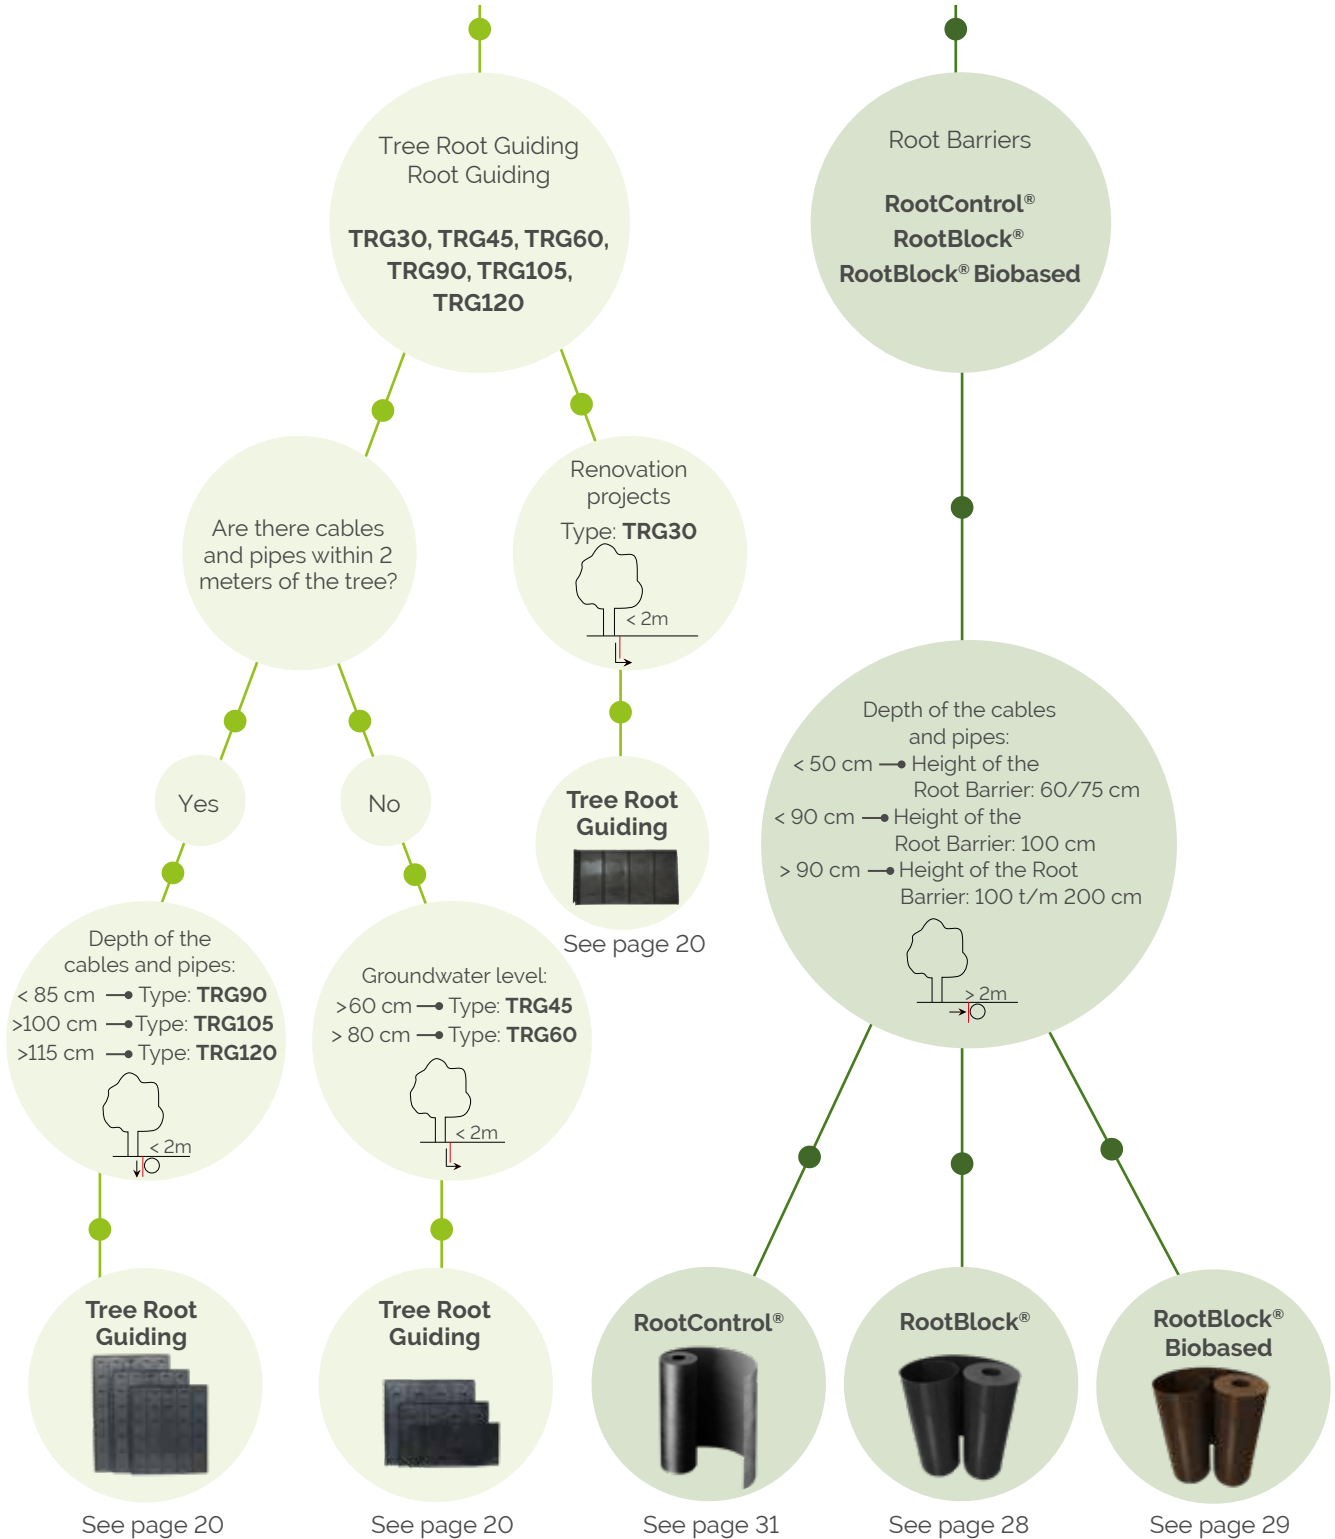 Tree Root Guiding
Root Guiding
TRG30, TRG45, TRG60,
TRG90, TRG105,
TRG120
Root Barriers
RootControl®
RootBlock®
RootBlock® Biobased
Are there cables
and pipes within 2
meters of the tree?
Renovation
projects
Type: TRG30
< 2m
Yes
No
Tree Root
Guiding
See page 20
Depth of the cables
and pipes:
< 50 cm Height of the
Root Barrier: 60/75 cm
< 90 cm Height of the
Root Barrier: 100 cm
> 90 cm Height of the Root
Barrier: 100 t/m 200 cm
> 2m
Depth of the
cables and pipes:
< 85 cm Type: TRG90
>100 cm Type: TRG105
>115 cm Type: TRG120
< 2m
Groundwater level:
>60 cm Type: TRG45
> 80 cm Type: TRG60
< 2m
Tree Root
Guiding
See page 20
Tree Root
Guiding
See page 20
RootControl®
See page 31
RootBlock®
See page 28
RootBlock®
Biobased
See page 29